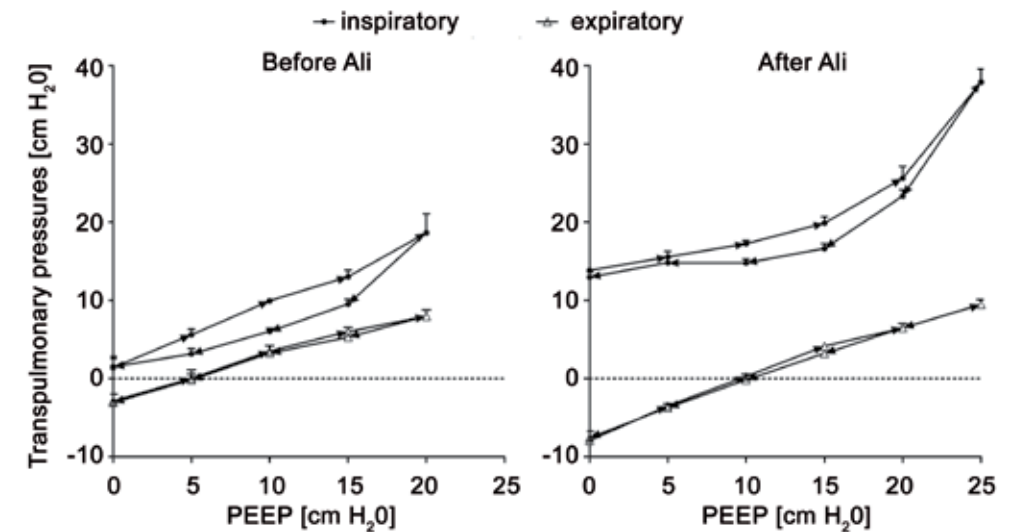 inspiratory expiratory
Before Ali After Ali
Transpulmonary pressures [cm H₂0]
40
30
20
10
0
-10
0 5 10 15 20 25
PEEP [cm H₂0]
40
30
20
10
0
-10
0 5 10 15 20 25
PEEP [cm H₂0]